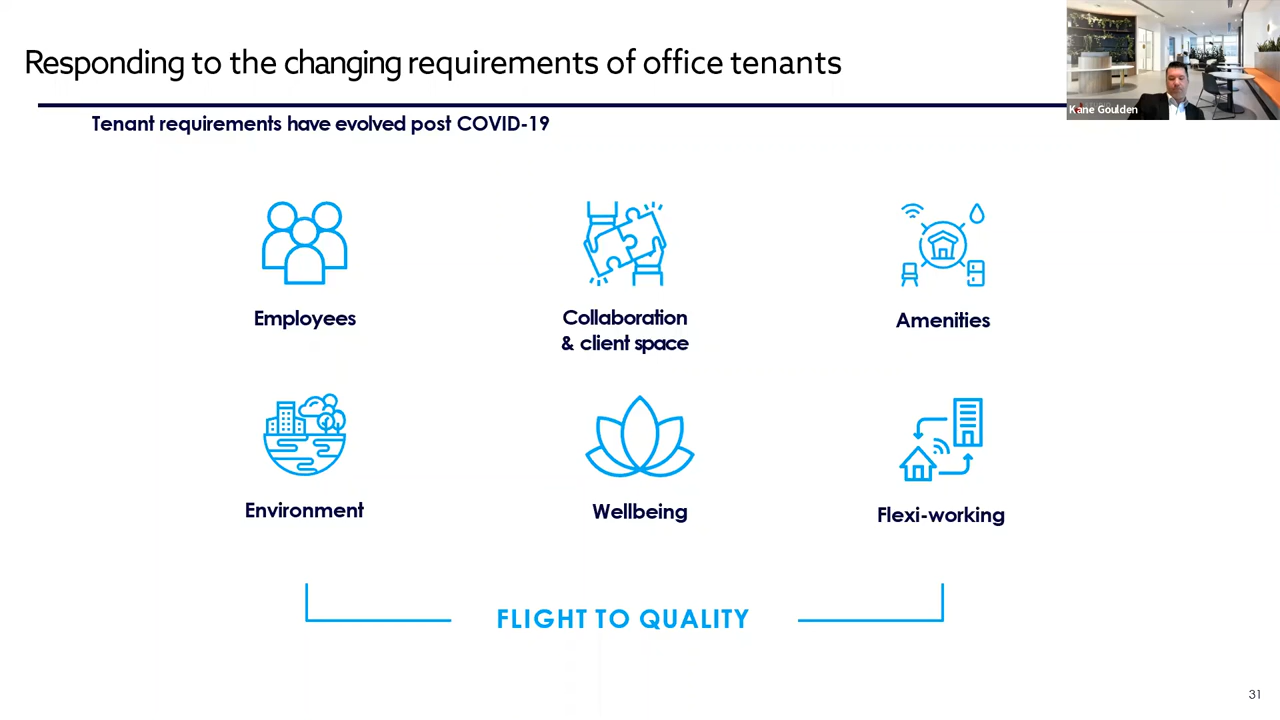 Responding to the changing requirements of office tenants
Kane Goulden
Tenant requirements have evolved post COVID-19
Employees
Collaboration
& client space
Amenities
Environment
Wellbeing
Flexi-working
FLIGHT TO QUALITY
31